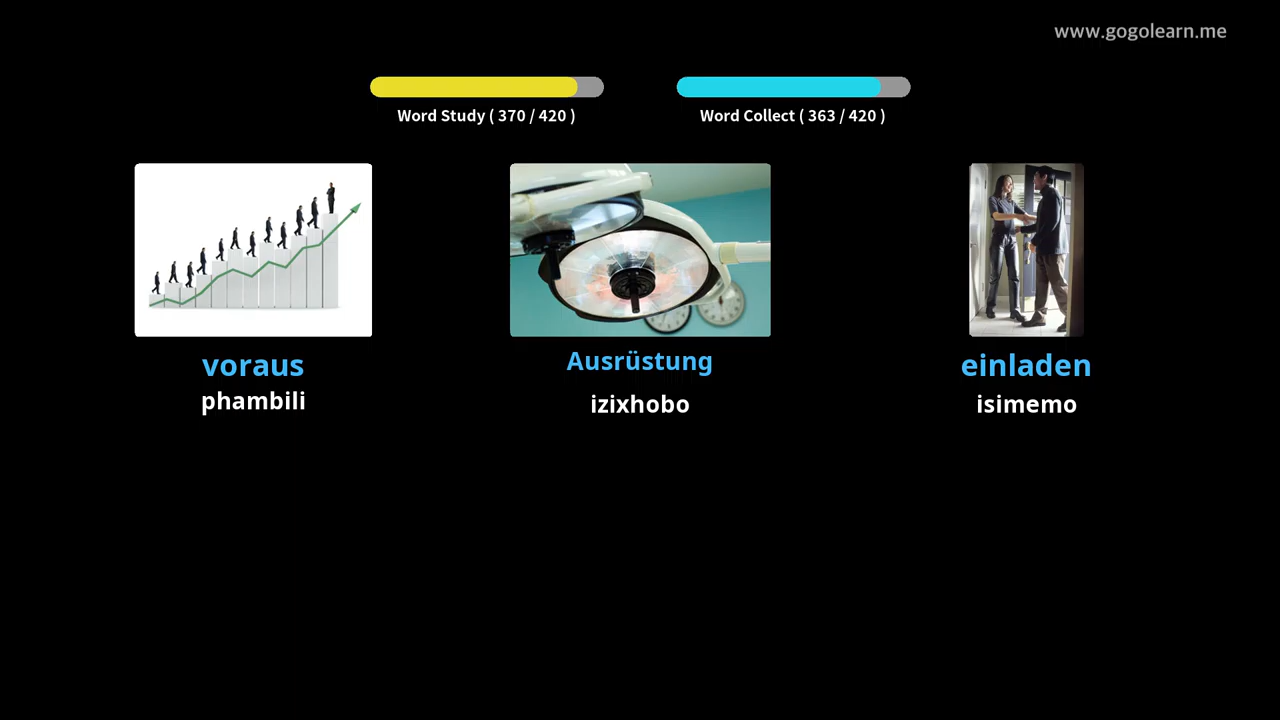 www.gogolearn.me
Word Study ( 370 / 420 )
Word Collect ( 363 / 420 )
voraus
phambili
Ausrüstung
izixhobo
einladen
isimemo